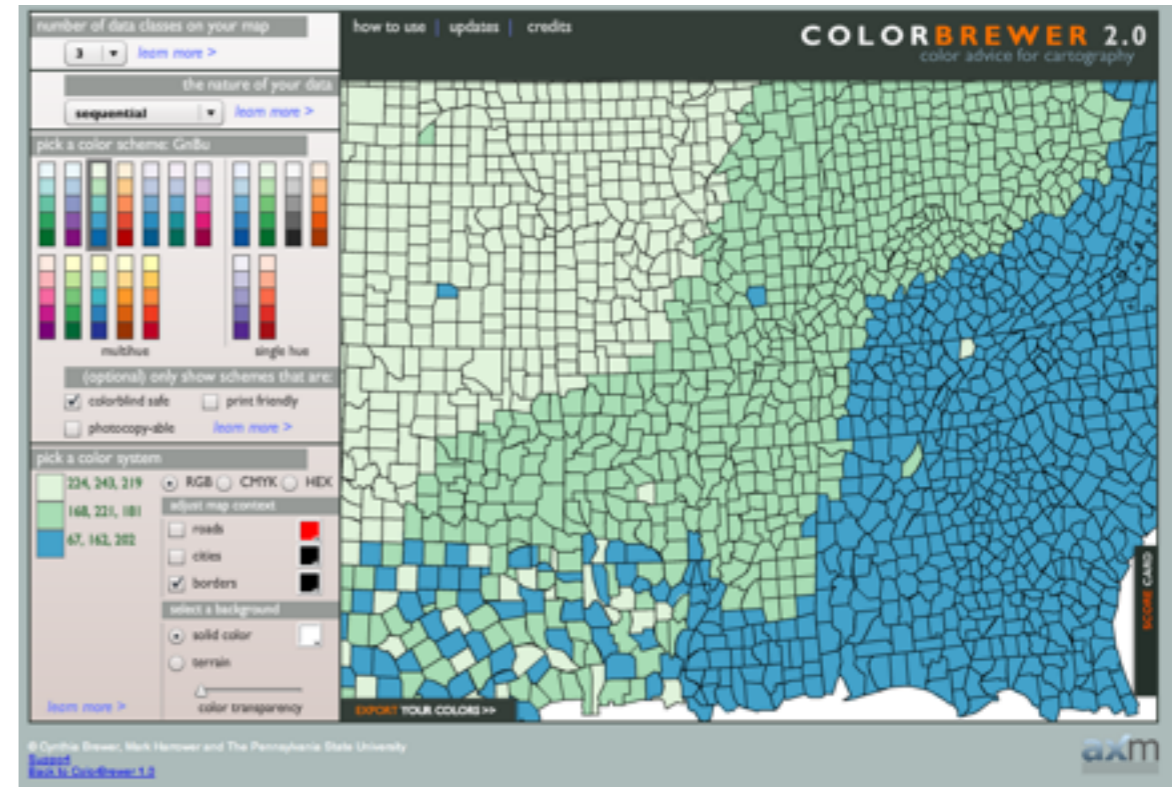 number of data classes on your map
3
learn more >
the nature of your data
sequential
learn more >
pick a color scheme: GnBu
multihue
single hue
(optional) only show schemes that are:
colorblind safe
print friendly
photocopy-able
learn more >
pick a color system
224, 243, 219
168, 221, 181
67, 162, 202
RGB
CMYK
HEX
adjust map context
roads
cities
borders
select a background
solid color
terrain
color transparency
learn more >
how to use | updates | credits
COLORBREWER 2.0
color advice for cartography
SCORE CARD
EXPORT YOUR COLORS >>
© Cynthia Brewer, Mark Harrower and The Pennsylvania State University
Support
Back to ColorBrewer 1.0
axm